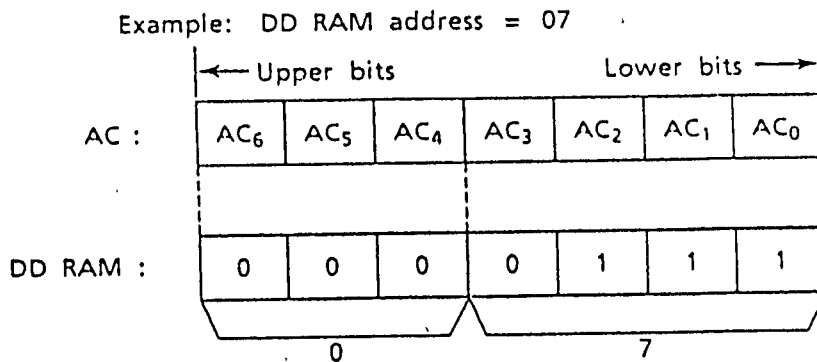 Example: DD RAM address = 07
Upper bits Lower bits
AC : AC₆ AC₅ AC₄ AC₃ AC₂ AC₁ AC₀
DD RAM : 0 0 0 0 1 1 1
0 7